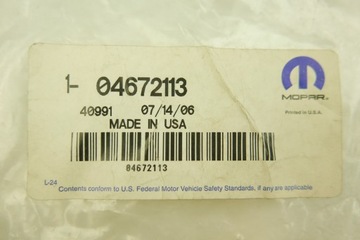 1- 04672113
MOPAR
40991 07/14/06
Printed in U.S.A.
MADE IN USA
04672113
L-24
Contents conform to U.S. Federal Motor Vehicle Safety Standards, if any are applicable